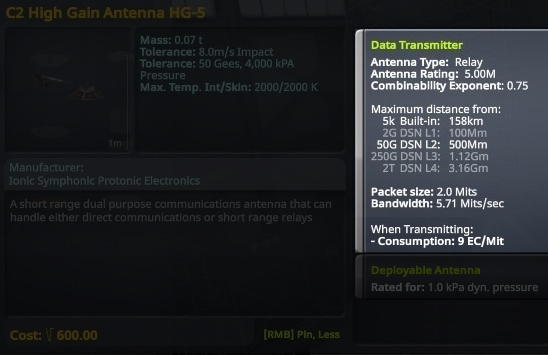 C2 High Gain Antenna HG-5
Mass: 0.07 t
Tolerance: 8.0m/s Impact
Tolerance: 50 Gees, 4,000 kPA
Pressure
Max. Temp. Int/Skin: 2000/2000 K
1m
Manufacturer:
Ionic Symphonic Protonic Electronics
A short range dual purpose communications antenna that can
handle either direct communications or short range relays
Cost: 600.00
[RMB] Pin, Less
Data Transmitter
Antenna Type: Relay
Antenna Rating: 5.00M
Combinability Exponent: 0.75
Maximum distance from:
5k Built-in: 158km
2G DSN L1: 100Mm
50G DSN L2: 500Mm
250G DSN L3: 1.12Gm
2T DSN L4: 3.16Gm
Packet size: 2.0 Mits
Bandwidth: 5.71 Mits/sec
When Transmitting:
- Consumption: 9 EC/Mit
Deployable Antenna
Rated for: 1.0 kPa dyn. pressure